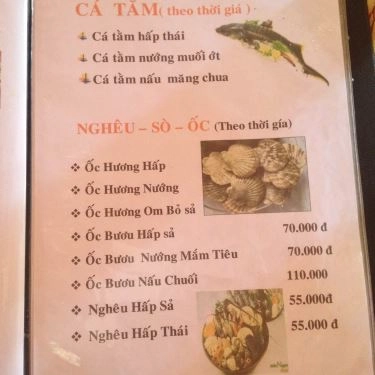 CÁ TẦM( theo thời giá )
Cá tằm hấp thái
Cá tằm nướng muối ớt
Cá tằm nấu măng chua
NGHÊU – SÒ – ỐC (Theo thời gía)
❖ Ốc Hương Hấp
❖ Ốc Hương Nướng
❖ Ốc Hương Om Bỏ sả
❖ Ốc Bươu Hấp sả 70.000 đ
❖ Ốc Bươu Nướng Mắm Tiêu 70.000 đ
❖ Ốc Bươu Nấu Chuối 110.000
❖ Nghêu Hấp Sả 55.000đ
❖ Nghêu Hấp Thái 55.000 đ